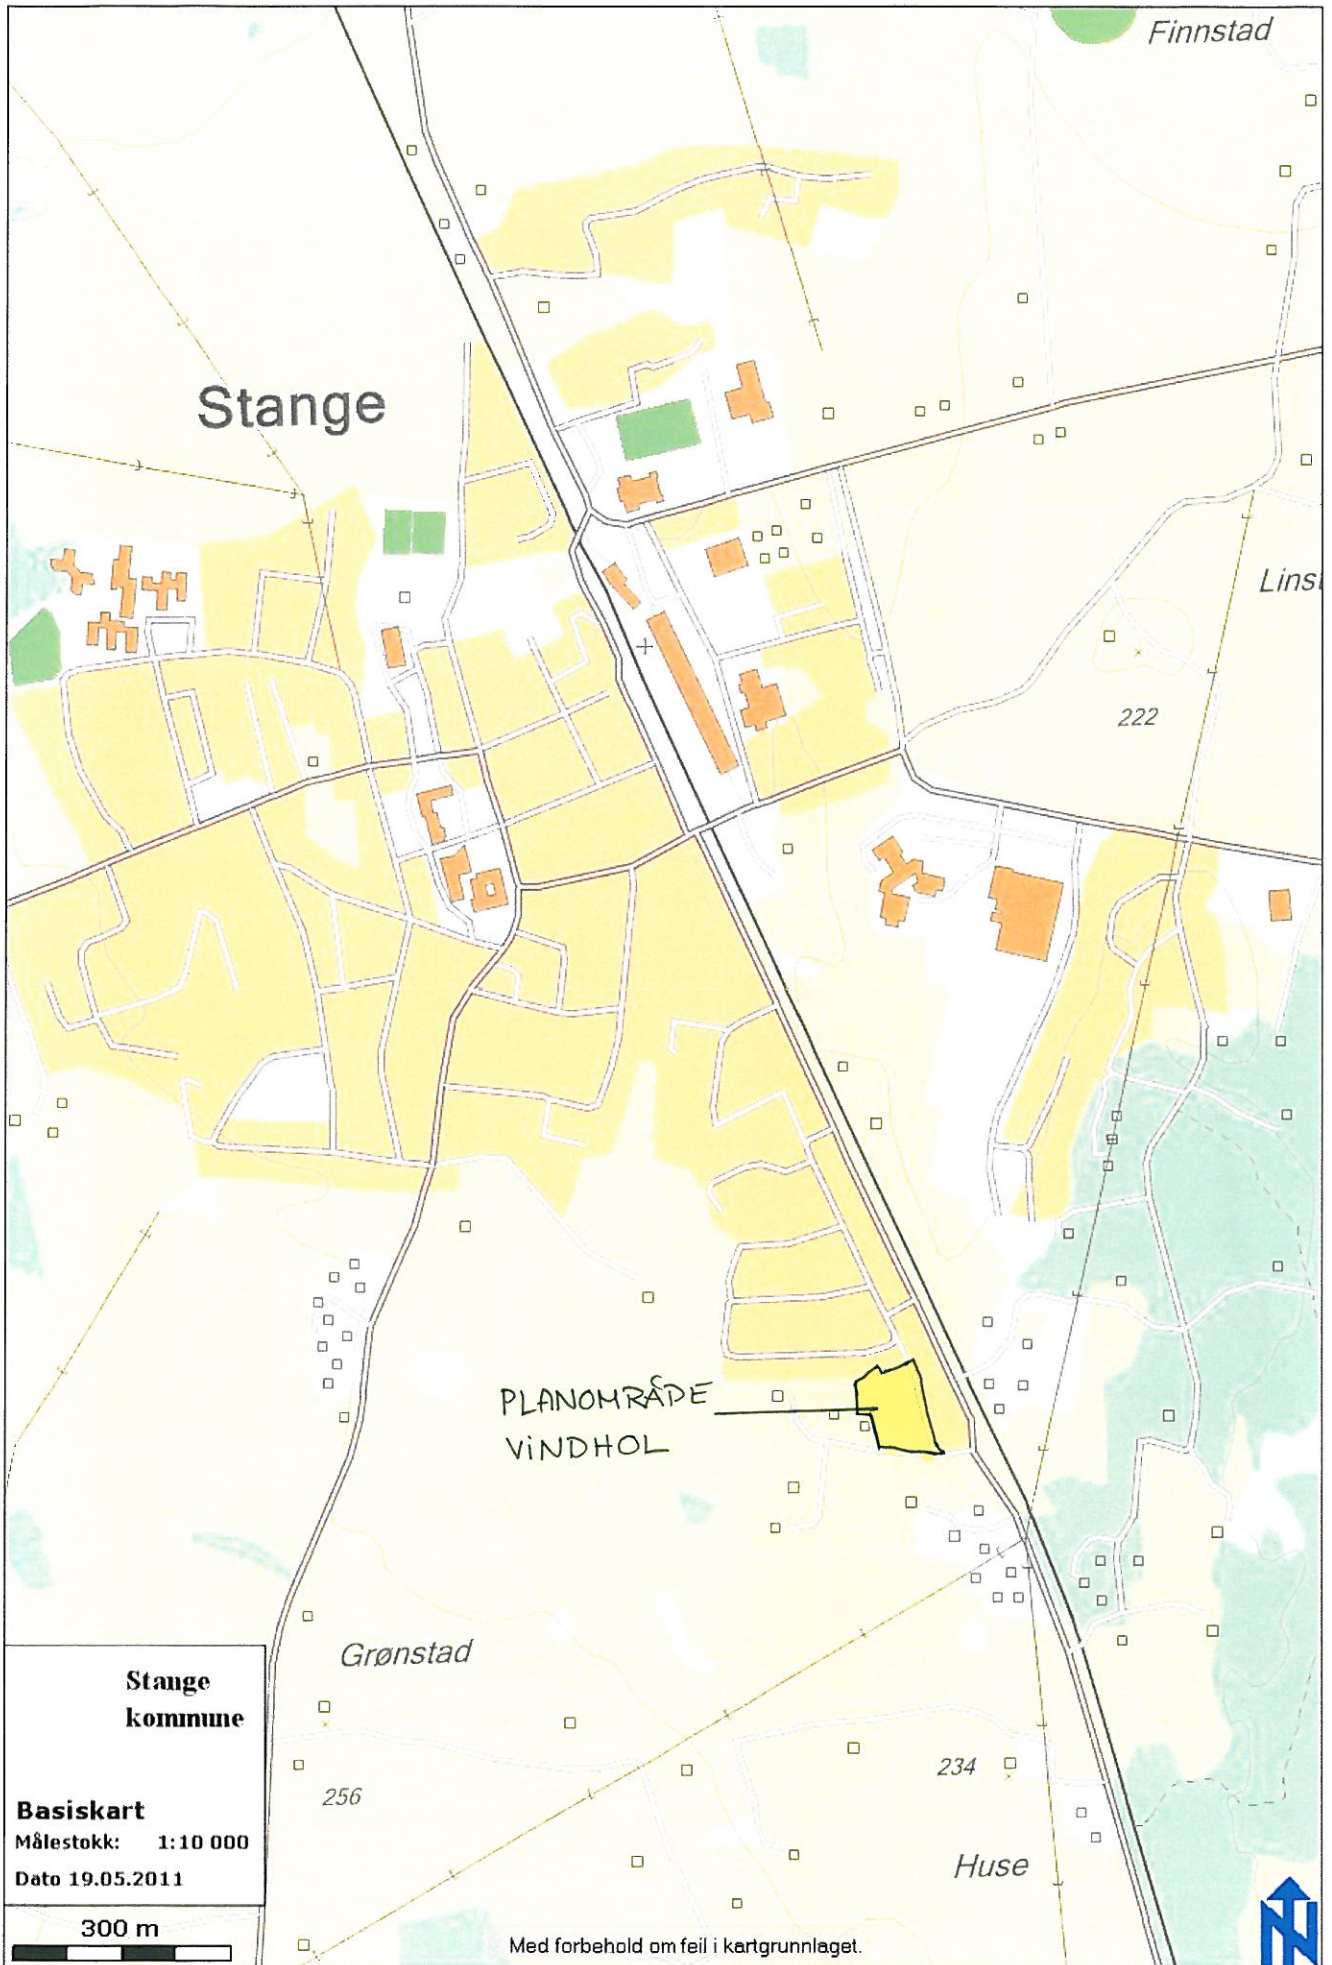 Finnstad
Stange
Linst
222
PLANOMRÅDE
VINDHOL
Grønstad
256
234
Huse
Stange
kommune
Basiskart
Målestokk: 1:10 000
Dato 19.05.2011
300 m
Med forbehold om feil i kartgrunnlaget.
N